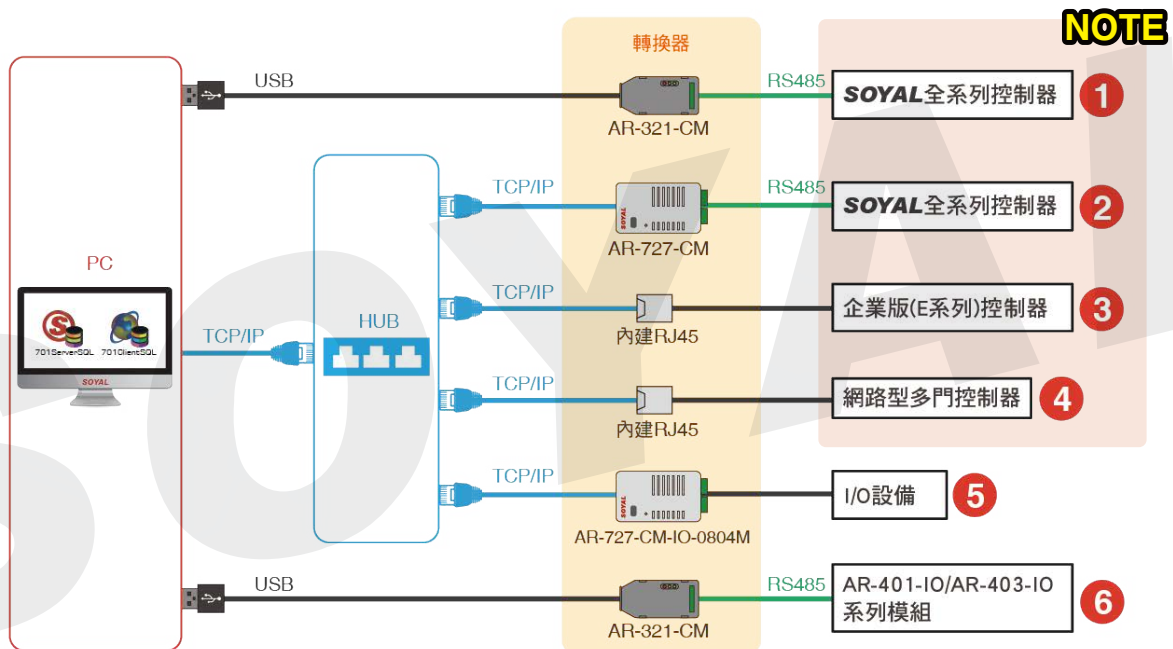 NOTE
轉換器
USB
AR-321-CM
RS485
SOYAL全系列控制器
1
TCP/IP
SOYAL
AR-727-CM
RS485
SOYAL全系列控制器
2
PC
701ServerSQL
701ClientSQL
SOYAL
TCP/IP
HUB
TCP/IP
內建RJ45
企業版(E系列)控制器
3
TCP/IP
內建RJ45
網路型多門控制器
4
TCP/IP
SOYAL
AR-727-CM-IO-0804M
I/O設備
5
USB
AR-321-CM
RS485
AR-401-IO/AR-403-IO
系列模組
6
SOYAL